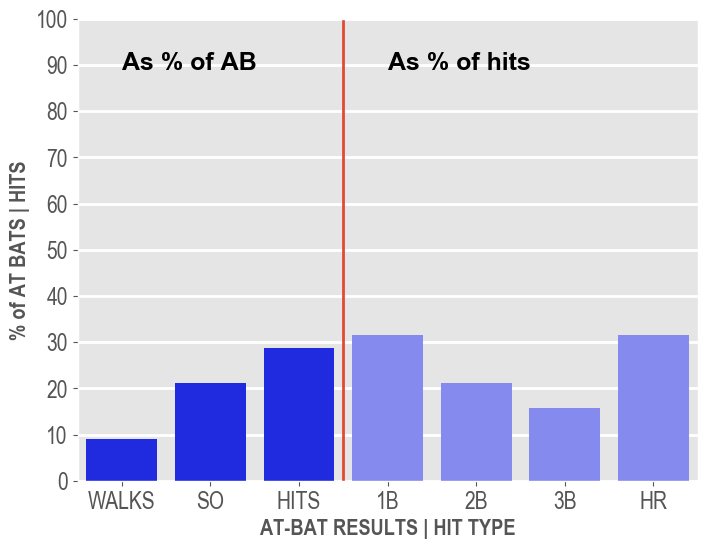 As % of AB
As % of hits
100
90
80
70
60
50
40
30
20
10
0
% of AT BATS | HITS
WALKS SO HITS 1B 2B 3B HR
AT-BAT RESULTS | HIT TYPE